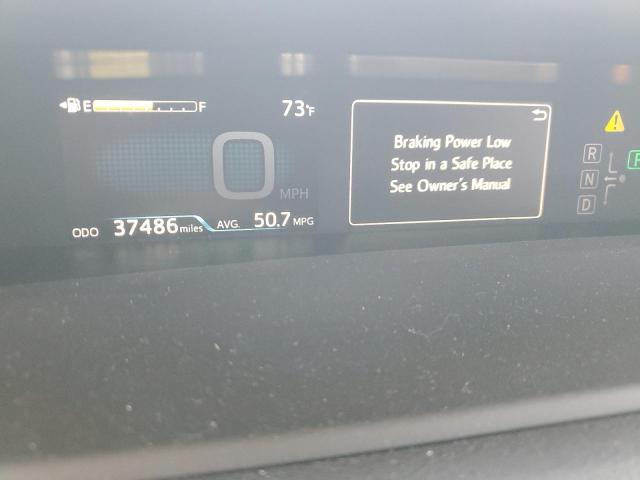 E F 73°F
0 MPH
ODO 37486 miles AVG. 50.7 MPG
Braking Power Low
Stop in a Safe Place
See Owner's Manual
R
N
D
P